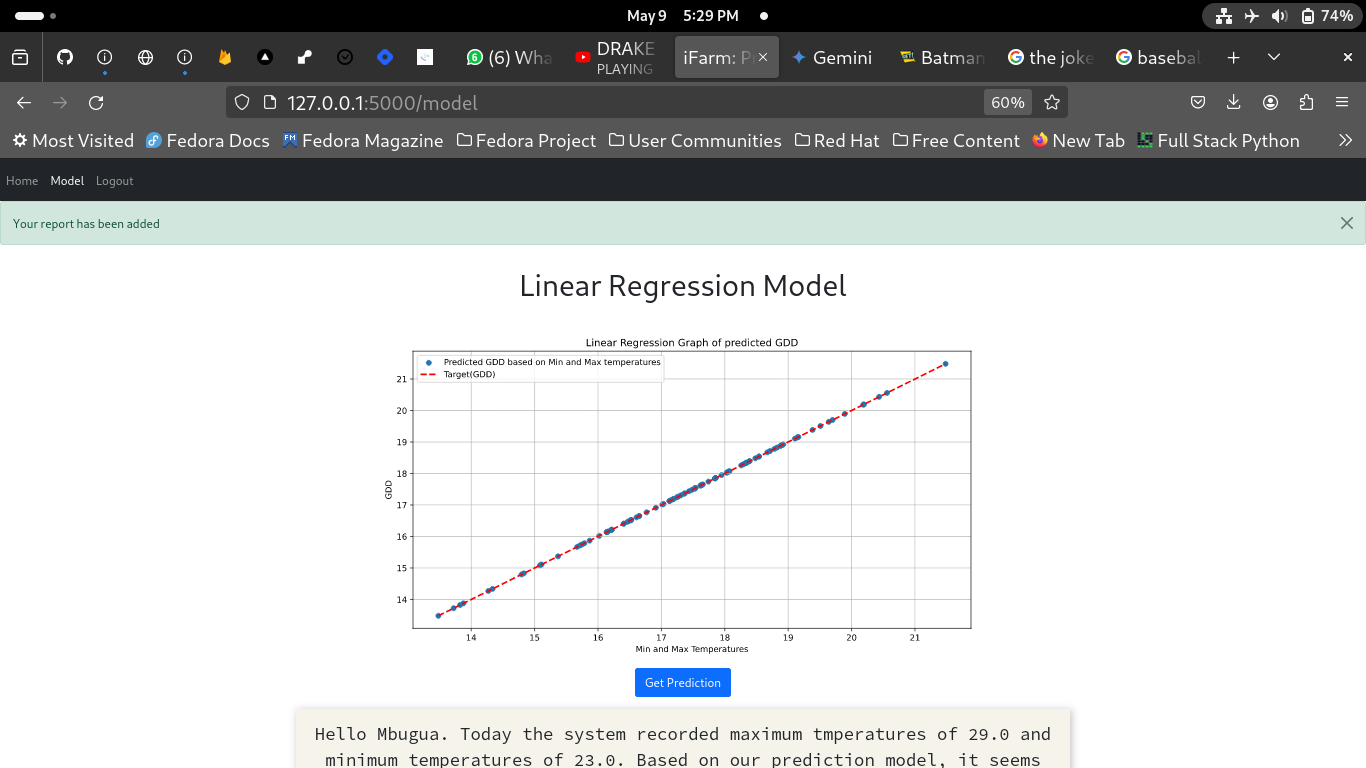 May 9 5:29 PM
74%
(6) Wha
DRAKE
PLAYING
iFarm: P
Gemini
Batman
the joke
basebal
127.0.0.1:5000/model
60%
Most Visited
Fedora Docs
Fedora Magazine
Fedora Project
User Communities
Red Hat
Free Content
New Tab
Full Stack Python
Home Model Logout
Your report has been added
Linear Regression Model
Linear Regression Graph of predicted GDD
Predicted GDD based on Min and Max temperatures
Target(GDD)
21
20
19
18
17
16
15
14
GDD
14 15 16 17 18 19 20 21
Min and Max Temperatures
Get Prediction
Hello Mbugua. Today the system recorded maximum tmperatures of 29.0 and
minimum temperatures of 23.0. Based on our prediction model, it seems